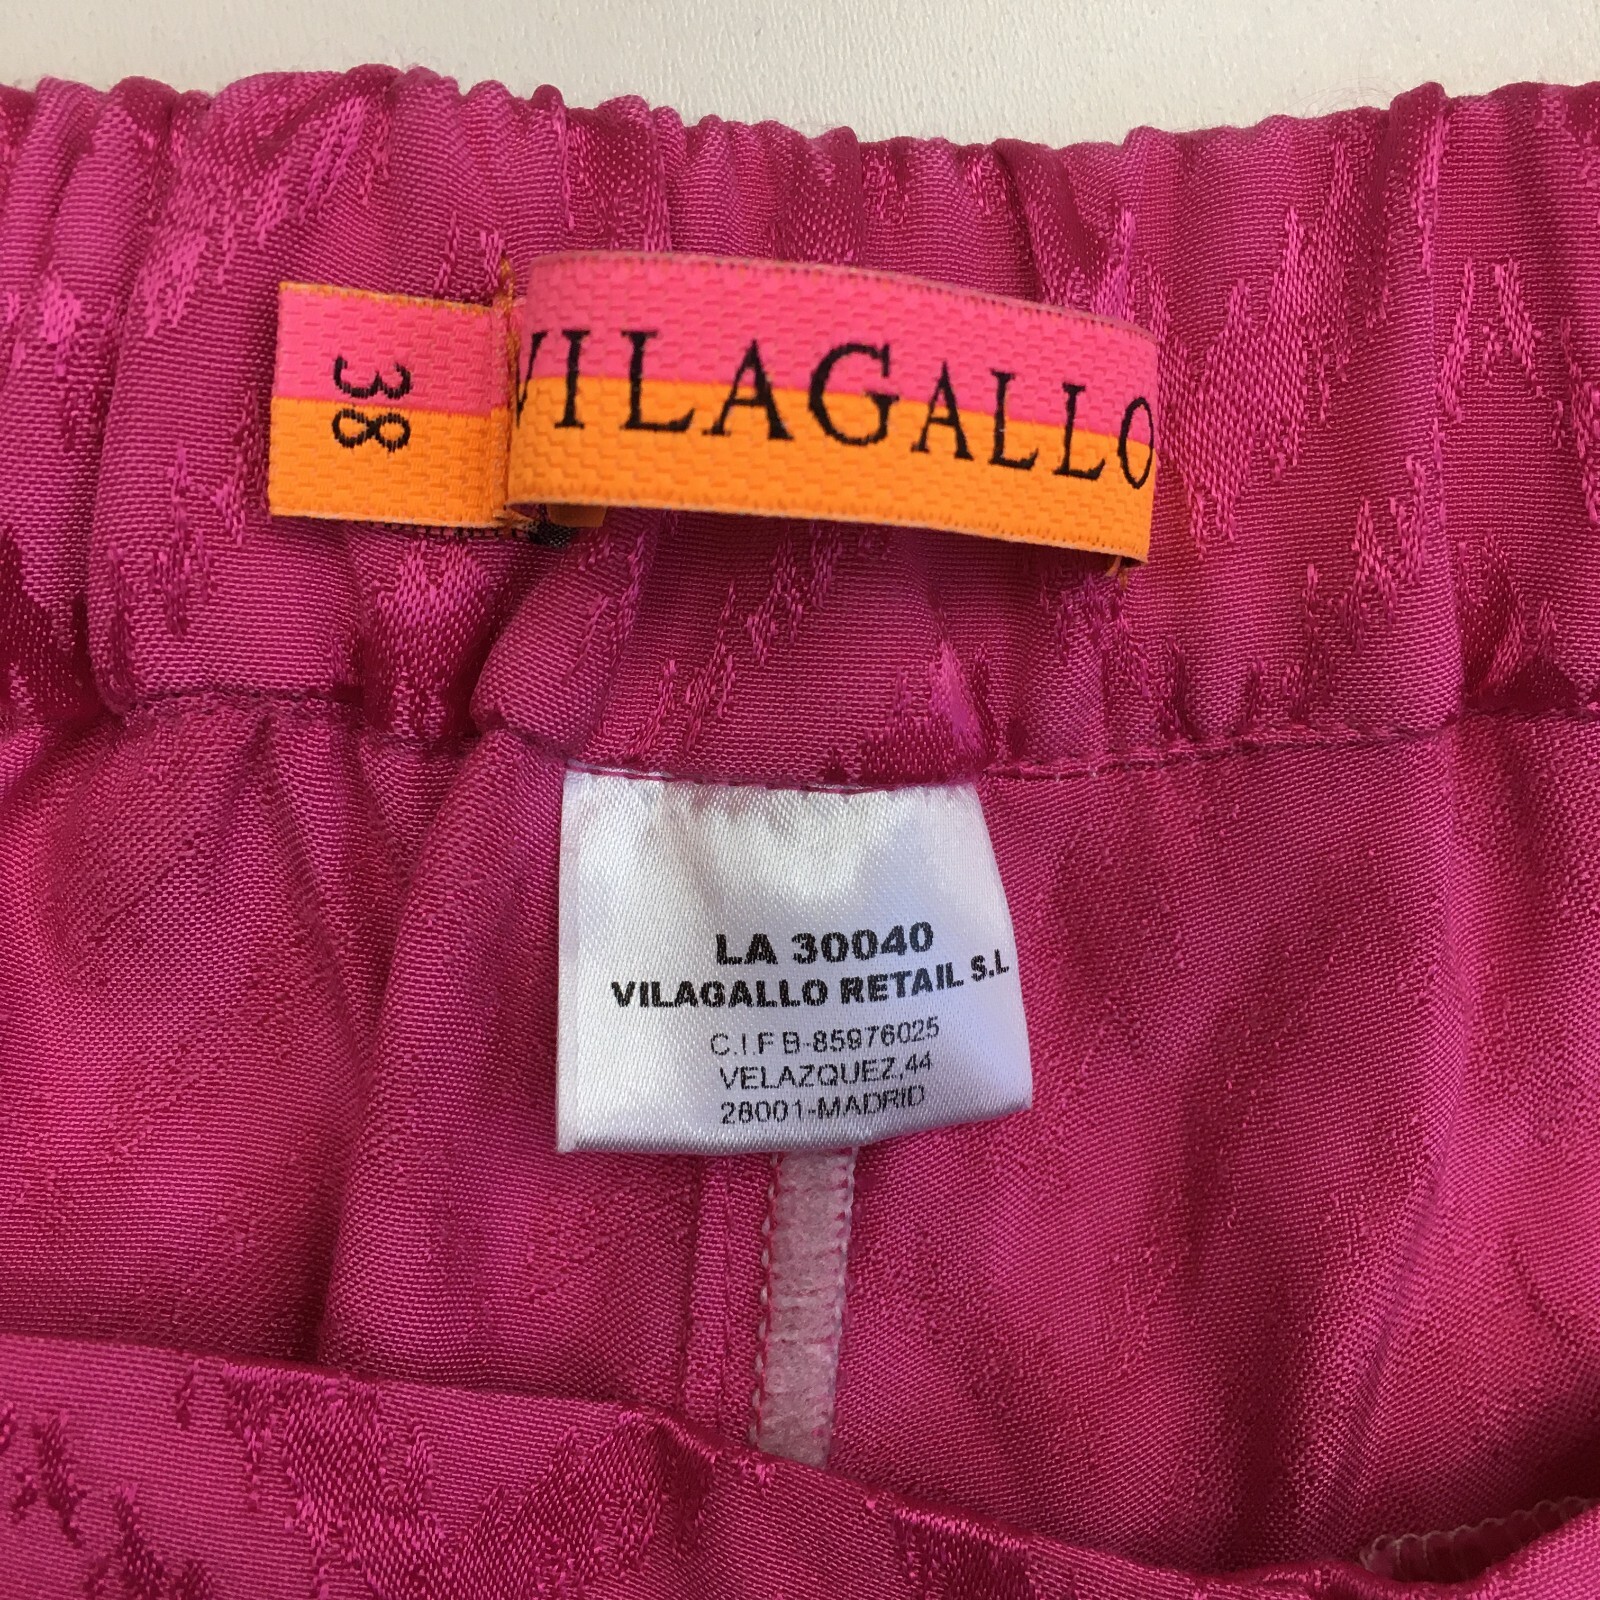 38
VILAGALLO
LA 30040
VILAGALLO RETAIL S.L
C.I.F B-85976025
VELAZQUEZ,44
28001-MADRID